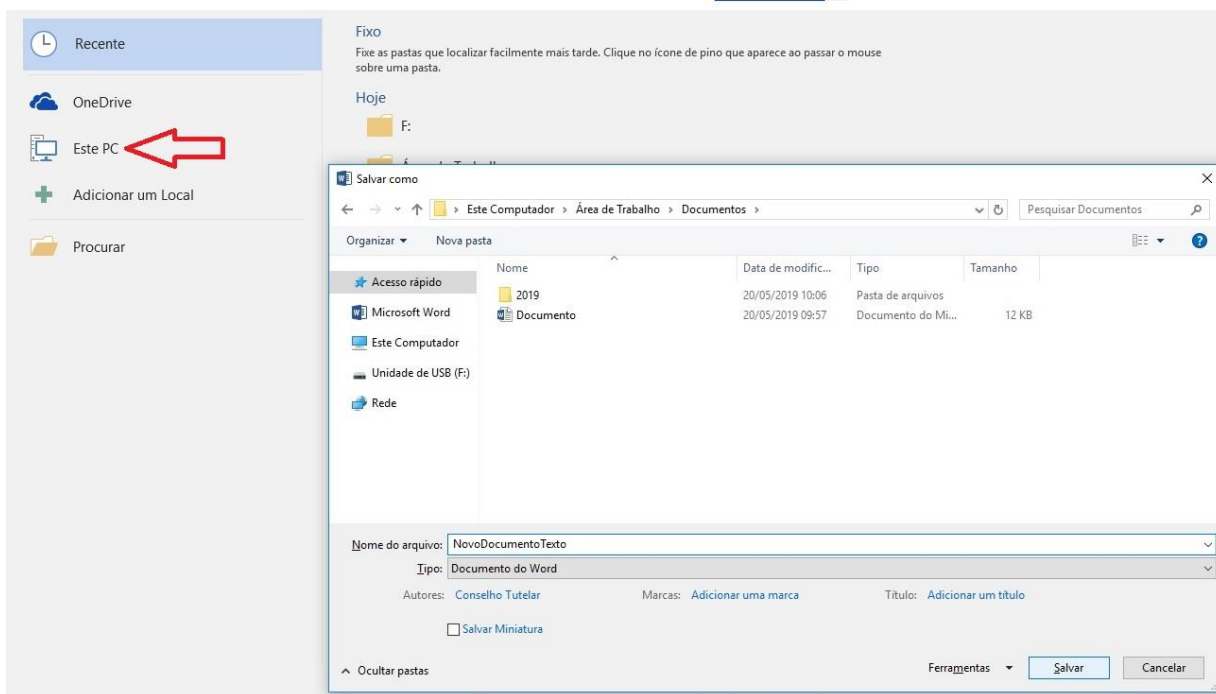 Recente
OneDrive
Este PC
Adicionar um Local
Procurar
Fixo
Fixe as pastas que localizar facilmente mais tarde. Clique no ícone de pino que aparece ao passar o mouse
sobre uma pasta.
Hoje
F:
Salvar como
Este Computador › Área de Trabalho › Documentos ›
Pesquisar Documentos
Organizar Nova pasta
Acesso rápido
Microsoft Word
Este Computador
Unidade de USB (F:)
Rede
Nome Data de modific... Tipo Tamanho
2019 20/05/2019 10:06 Pasta de arquivos
Documento 20/05/2019 09:57 Documento do Mi... 12 KB
Nome do arquivo: NovoDocumentoTexto
Tipo: Documento do Word
Autores: Conselho Tutelar Marcas: Adicionar uma marca Título: Adicionar um título
Salvar Miniatura
Ocultar pastas Ferramentas Salvar Cancelar